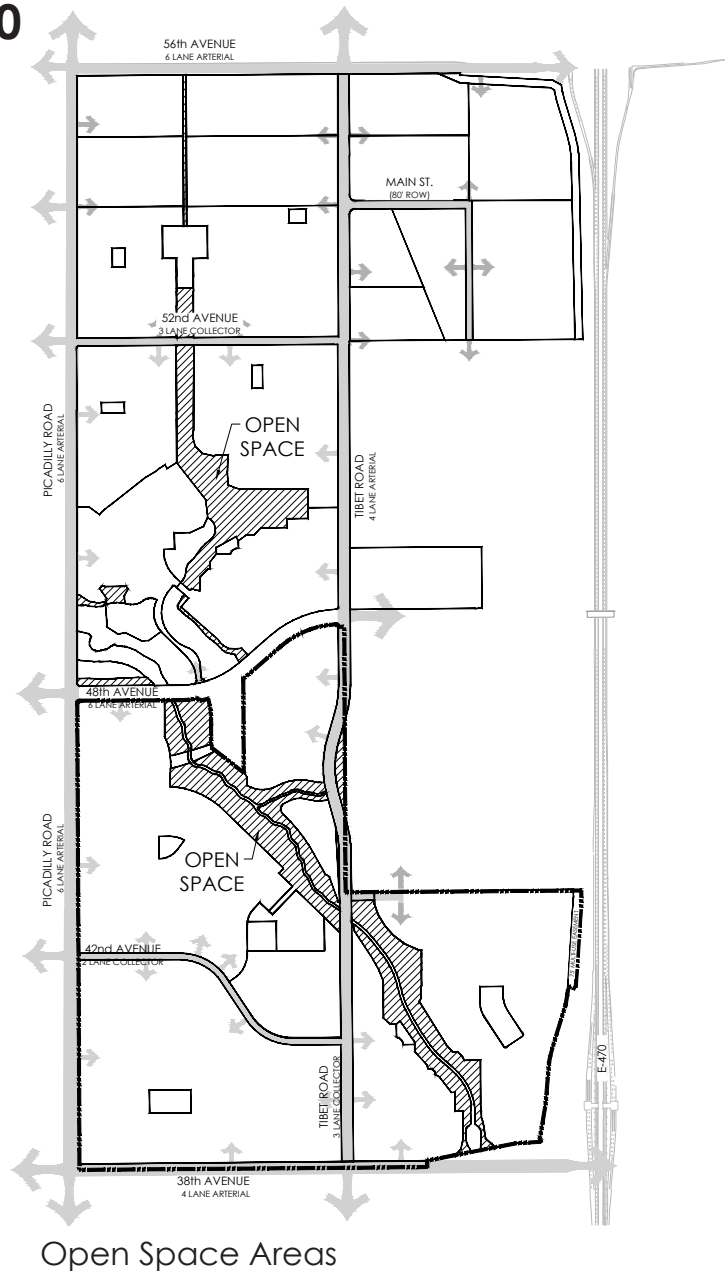 0
56th AVENUE
6 LANE ARTERIAL
MAIN ST.
(80' ROW)
52nd AVENUE
3 LANE COLLECTOR
PICADILLY ROAD
6 LANE ARTERIAL
OPEN
SPACE
TIBET ROAD
4 LANE ARTERIAL
48th AVENUE
6 LANE ARTERIAL
PICADILLY ROAD
6 LANE ARTERIAL
OPEN
SPACE
42nd AVENUE
2 LANE COLLECTOR
TIBET ROAD
3 LANE COLLECTOR
E-470
38th AVENUE
4 LANE ARTERIAL
Open Space Areas